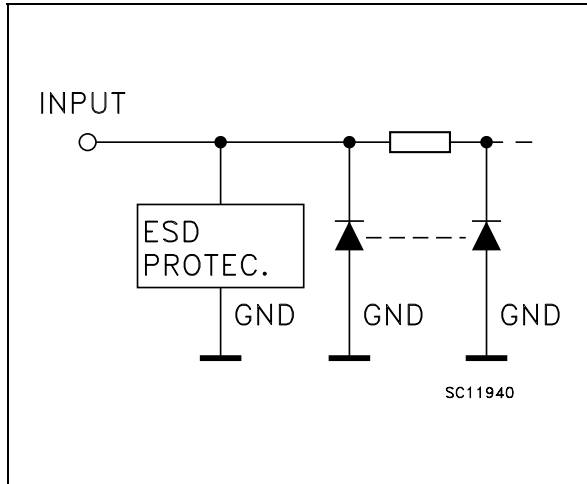 INPUT
ESD
PROTEC.
GND
GND
GND
SC11940